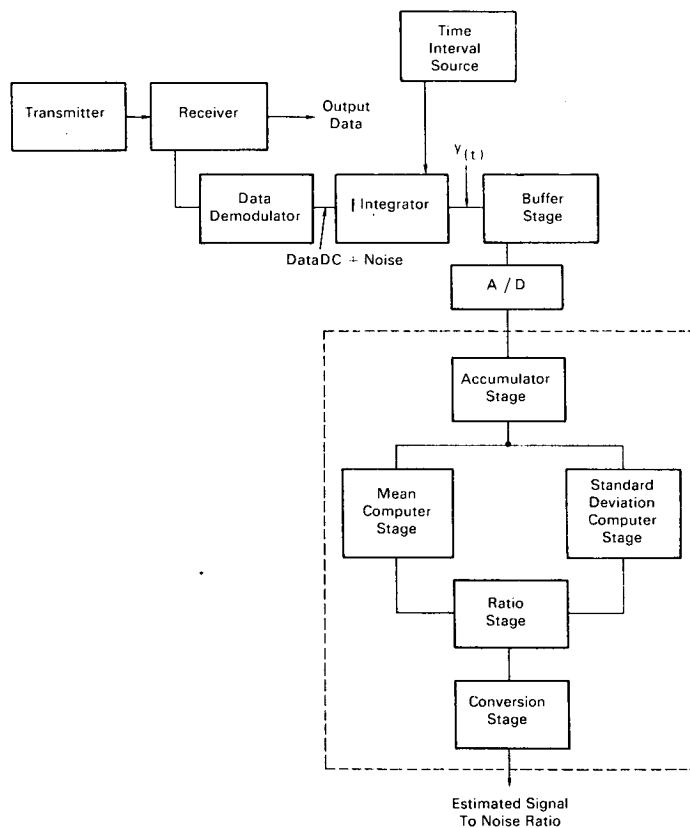 Time
Interval
Source
Transmitter
Receiver
Output
Data
y(t)
Data
Demodulator
Integrator
Buffer
Stage
DataDC + Noise
A / D
Accumulator
Stage
Mean
Computer
Stage
Standard
Deviation
Computer
Stage
Ratio
Stage
Conversion
Stage
Estimated Signal
To Noise Ratio